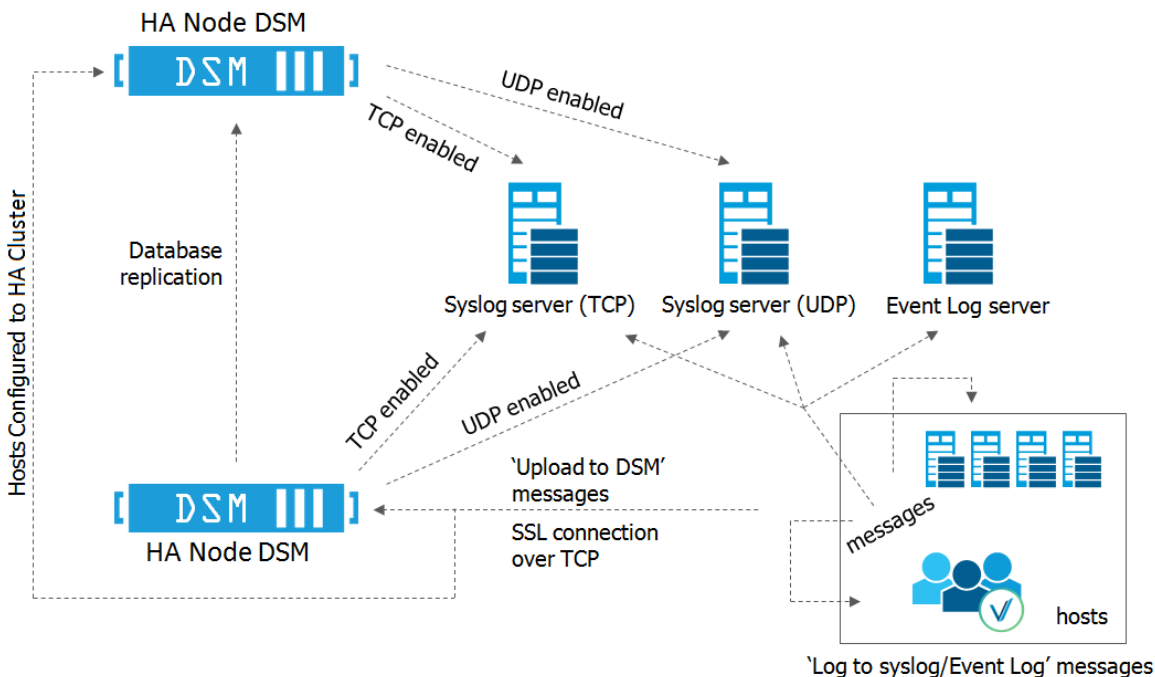 HA Node DSM
DSM
UDP enabled
TCP enabled
Hosts Configured to HA Cluster
Database
replication
Syslog server (TCP)
Syslog server (UDP)
Event Log server
TCP enabled
UDP enabled
'Upload to DSM'
messages
SSL connection
over TCP
DSM
HA Node DSM
messages
hosts
'Log to syslog/Event Log' messages